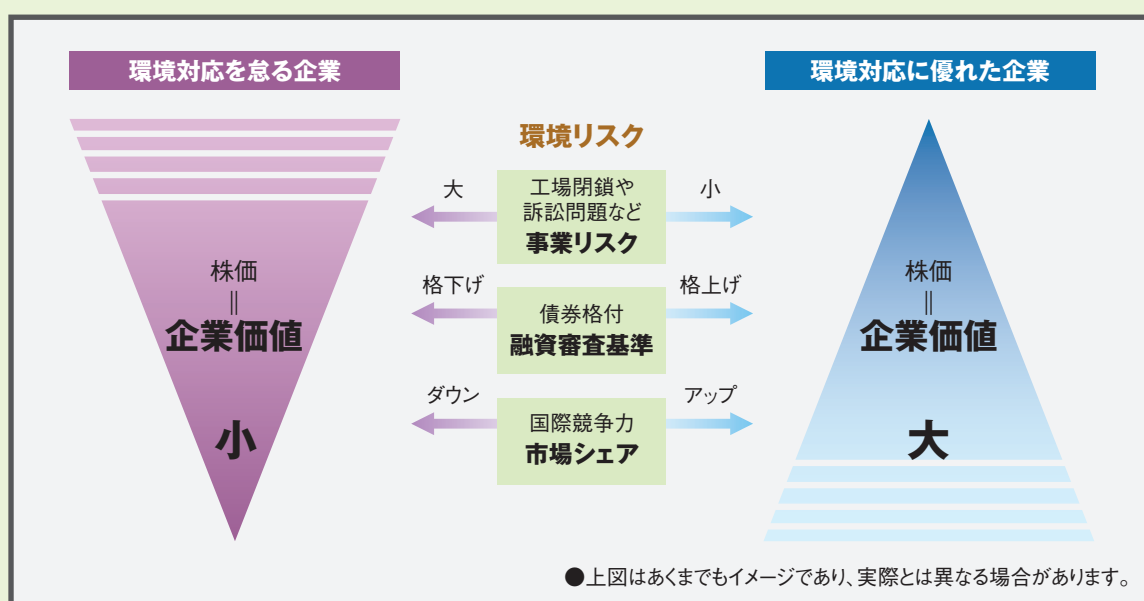 環境対応を怠る企業
環境対応に優れた企業
環境リスク
大
工場閉鎖や
訴訟問題など
事業リスク
小
格下げ
債券格付
融資審査基準
格上げ
ダウン
国際競争力
市場シェア
アップ
株価
||
企業価値
小
株価
||
企業価値
大
●上図はあくまでもイメージであり、実際とは異なる場合があります。